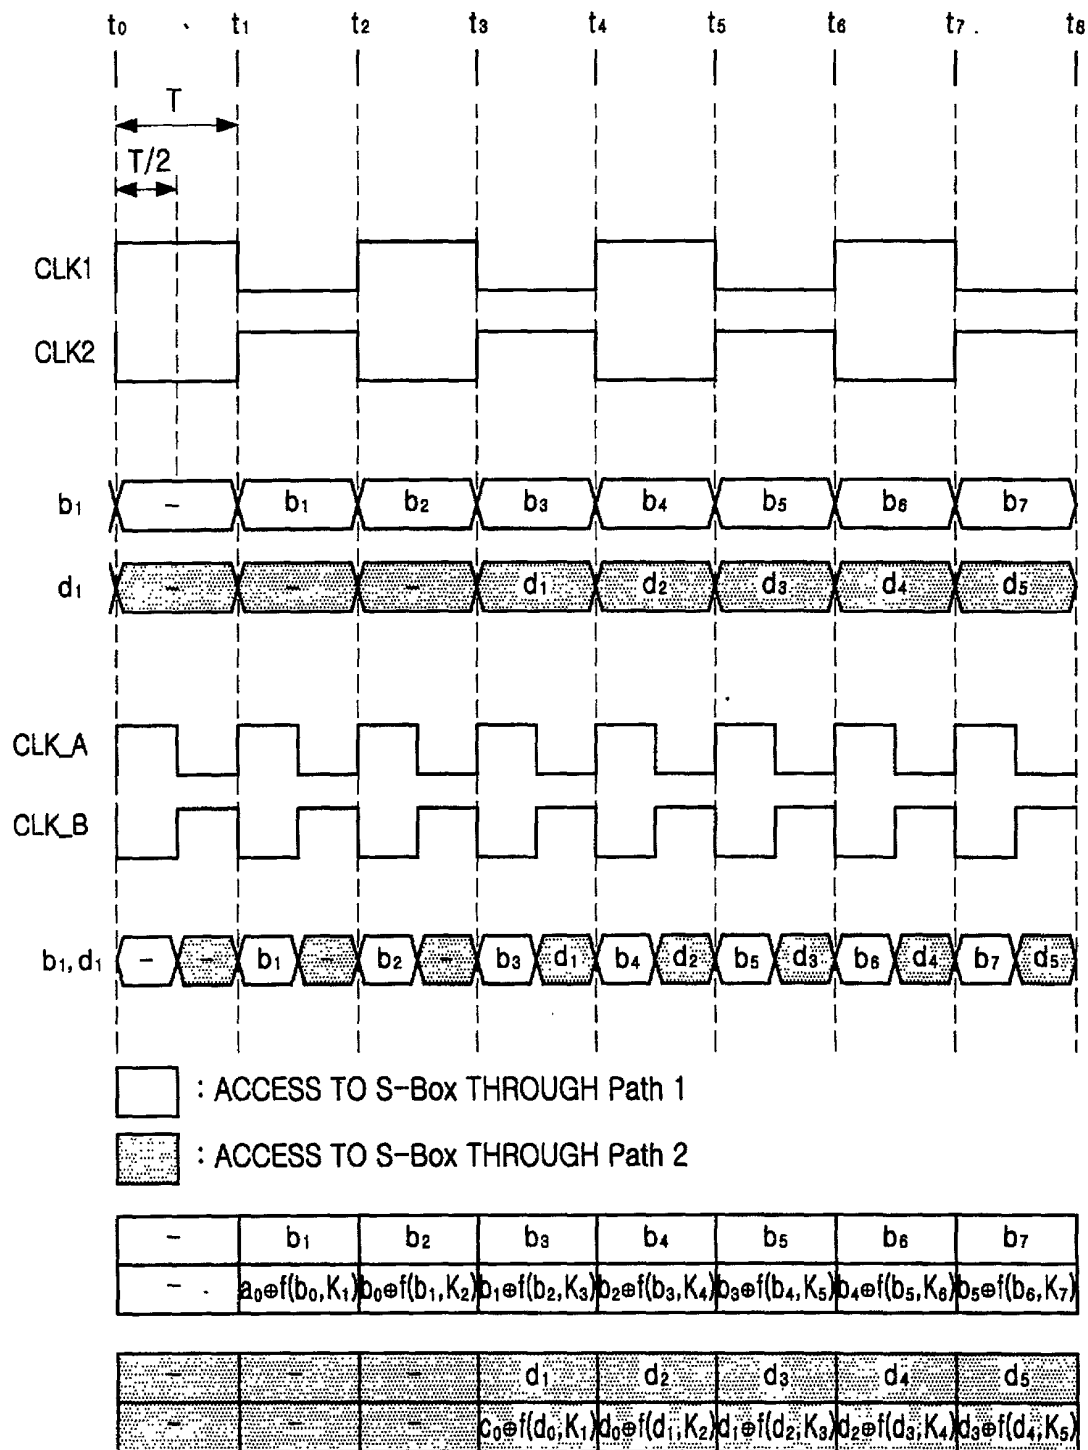 t₀ t₁ t₂ t₃ t₄ t₅ t₆ t₇ t₈
T
T/2
CLK1
CLK2
b₁ – b₁ b₂ b₃ b₄ b₅ b₆ b₇
d₁ – – – d₁ d₂ d₃ d₄ d₅
CLK_A
CLK_B
b₁, d₁ – – b₁ – b₂ – b₃ d₁ b₄ d₂ b₅ d₃ b₆ d₄ b₇ d₅
: ACCESS TO S-Box THROUGH Path 1
: ACCESS TO S-Box THROUGH Path 2
– b₁ b₂ b₃ b₄ b₅ b₆ b₇
– a₀⊕f(b₀,K₁) b₀⊕f(b₁,K₂) b₁⊕f(b₂,K₃) b₂⊕f(b₃,K₄) b₃⊕f(b₄,K₅) b₄⊕f(b₅,K₆) b₅⊕f(b₆,K₇)
– – – d₁ d₂ d₃ d₄ d₅
– – – c₀⊕f(d₀,K₁) d₀⊕f(d₁,K₂) d₁⊕f(d₂,K₃) d₂⊕f(d₃,K₄) d₃⊕f(d₄,K₅)